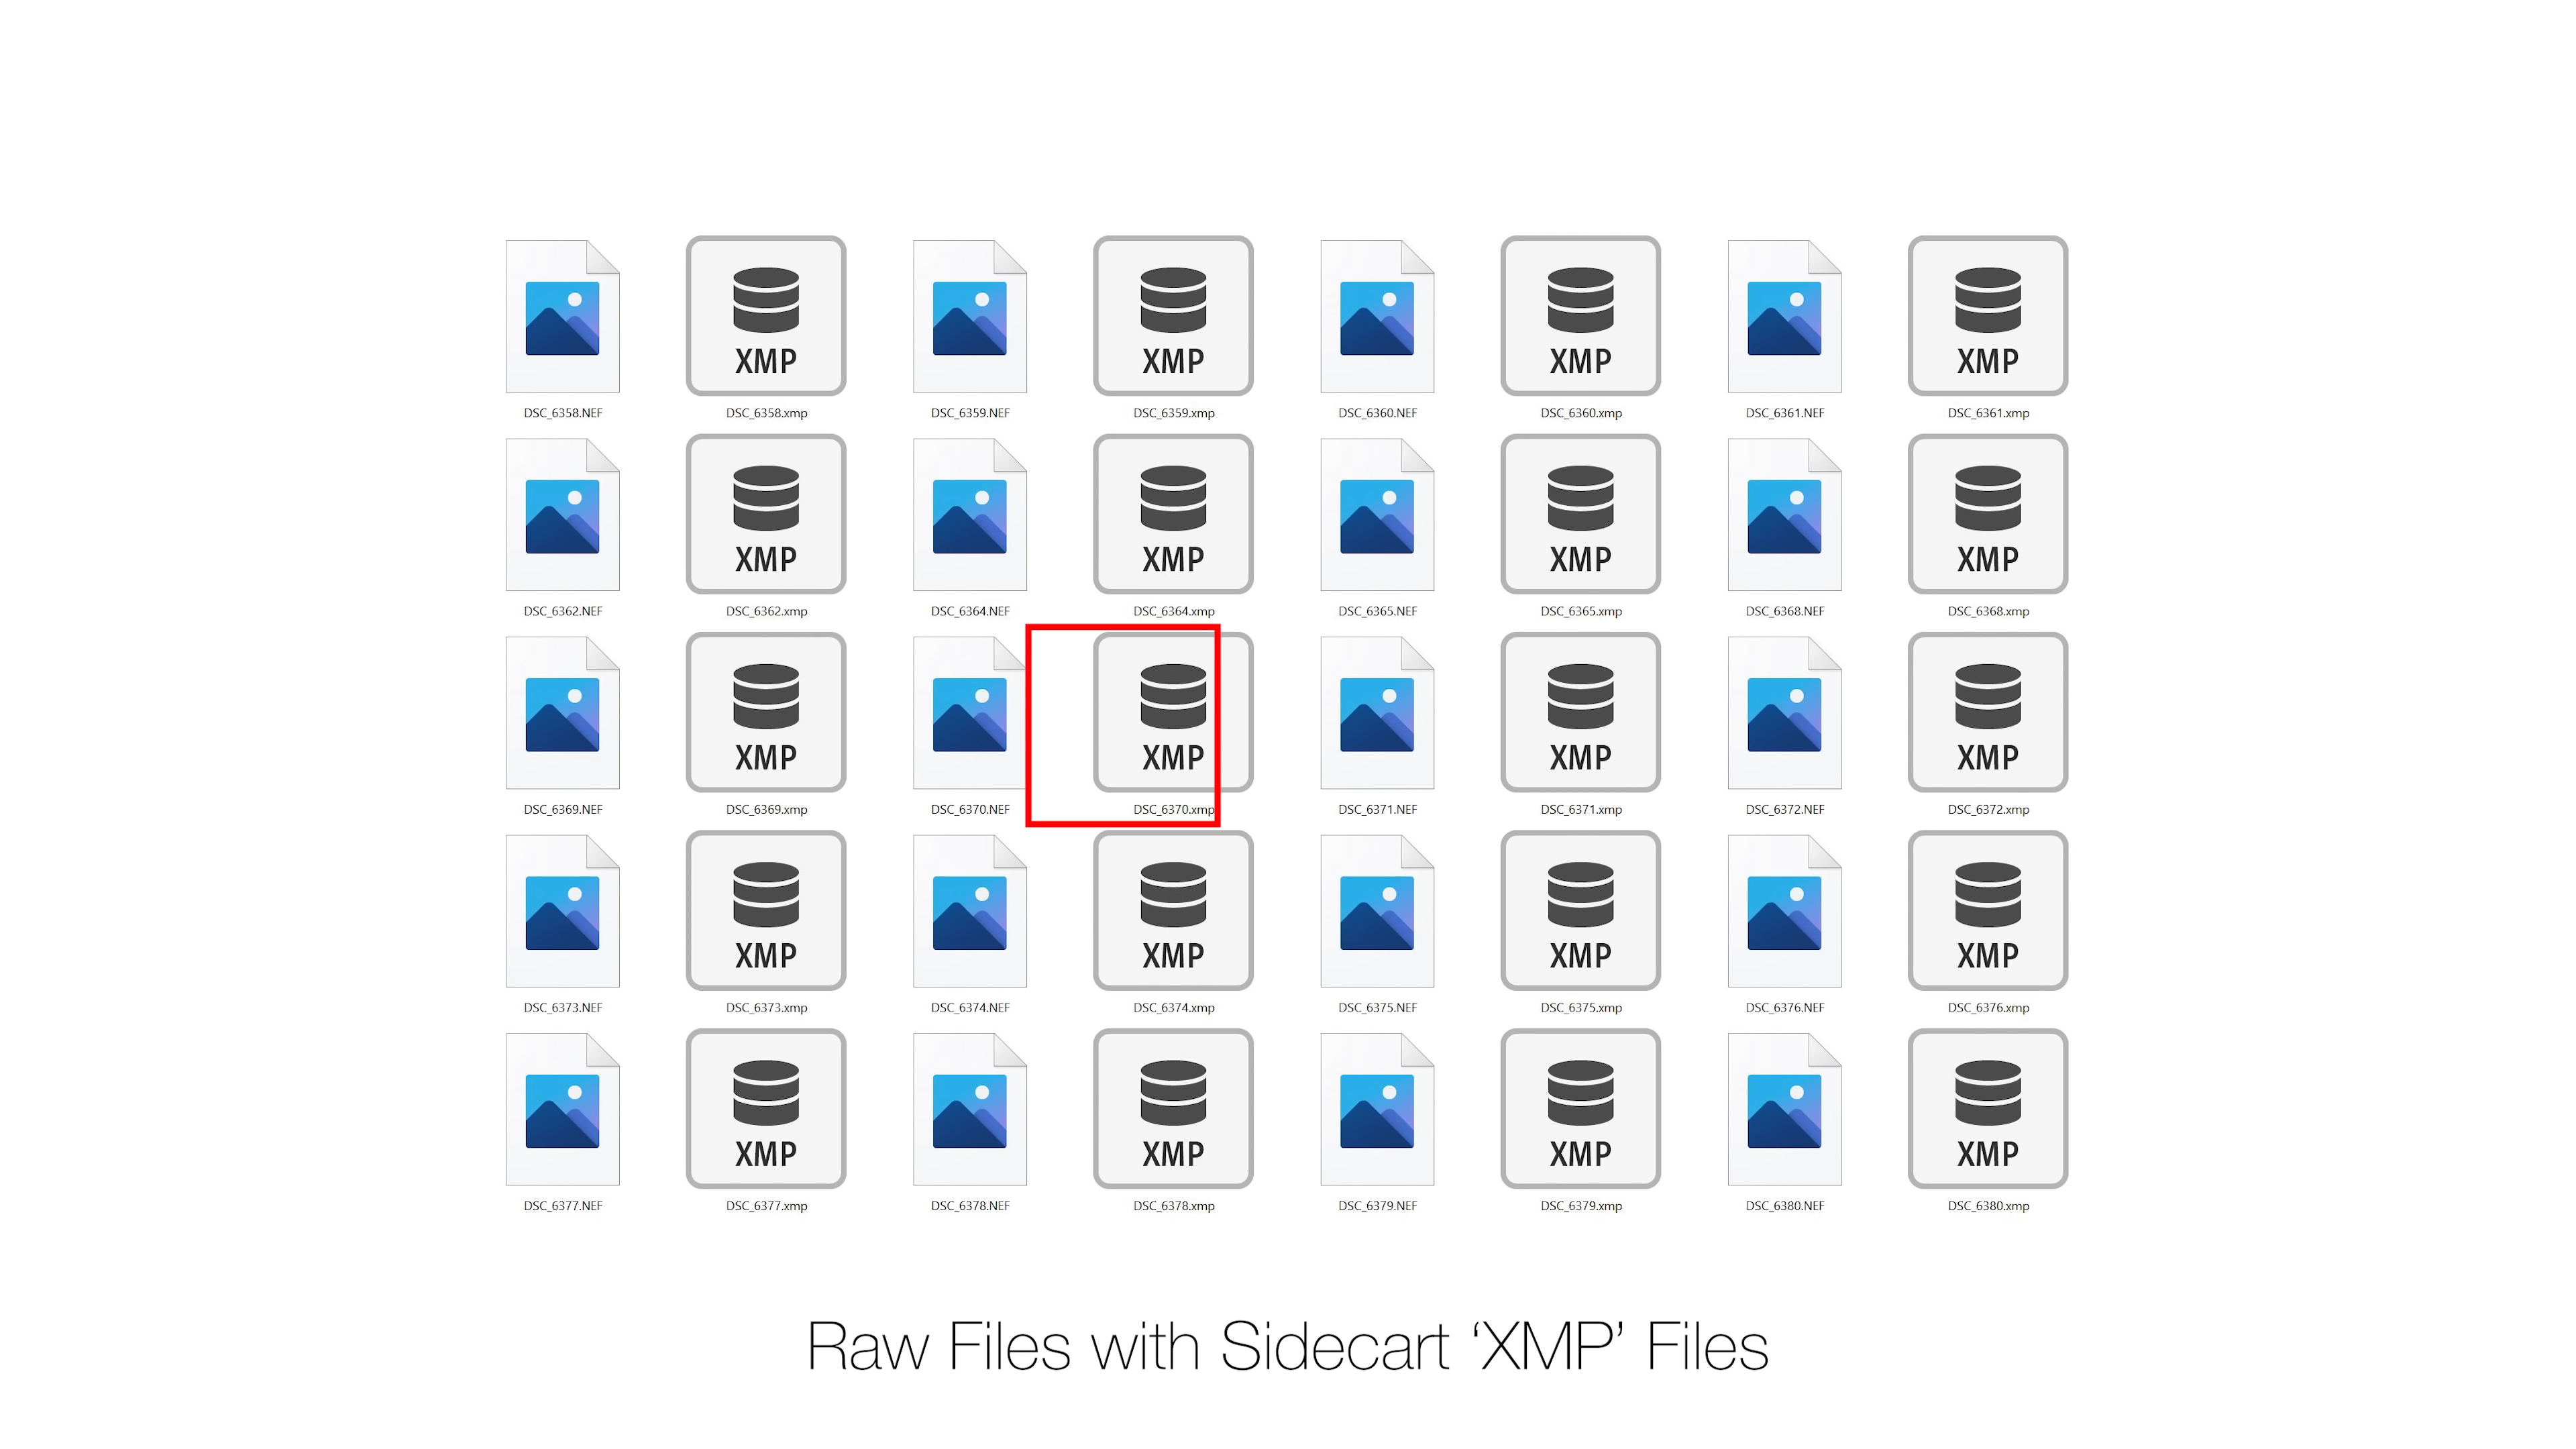 XMP XMP XMP XMP
DSC_6358.NEF DSC_6358.xmp DSC_6359.NEF DSC_6359.xmp DSC_6360.NEF DSC_6360.xmp DSC_6361.NEF DSC_6361.xmp
XMP XMP XMP XMP
DSC_6362.NEF DSC_6362.xmp DSC_6364.NEF DSC_6364.xmp DSC_6365.NEF DSC_6365.xmp DSC_6368.NEF DSC_6368.xmp
XMP XMP XMP XMP
DSC_6369.NEF DSC_6369.xmp DSC_6370.NEF DSC_6370.xmp DSC_6371.NEF DSC_6371.xmp DSC_6372.NEF DSC_6372.xmp
XMP XMP XMP XMP
DSC_6373.NEF DSC_6373.xmp DSC_6374.NEF DSC_6374.xmp DSC_6375.NEF DSC_6375.xmp DSC_6376.NEF DSC_6376.xmp
XMP XMP XMP XMP
DSC_6377.NEF DSC_6377.xmp DSC_6378.NEF DSC_6378.xmp DSC_6379.NEF DSC_6379.xmp DSC_6380.NEF DSC_6380.xmp
Raw Files with Sidecart ‘XMP’ Files